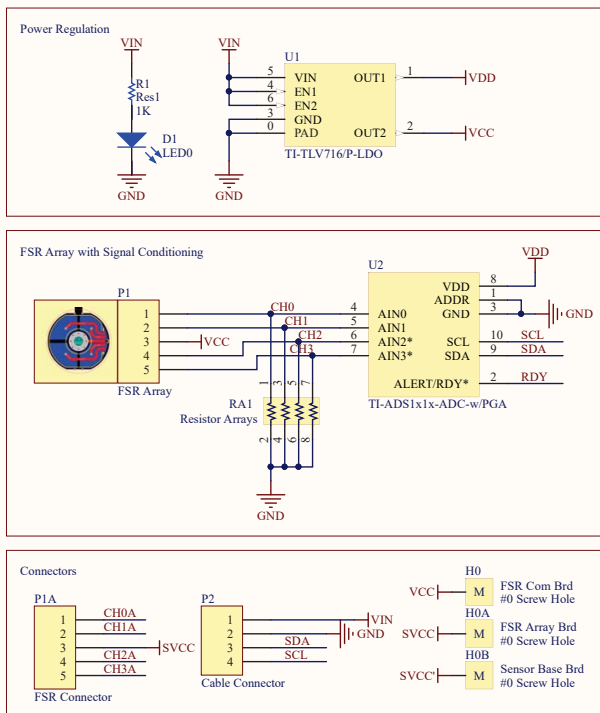 Power Regulation
VIN
R1
Res1
1K
D1
LED0
GND
VIN
U1
5 VIN OUT1 1 VDD
4 EN1
6 EN2
3 GND
0 PAD OUT2 2 VCC
TI-TLV716/P-LDO
GND
FSR Array with Signal Conditioning
U2
VDD
P1
VDD 8
ADDR 1
1 CH0 4 AIN0 GND 3 GND
2 CH1 5 AIN1
3 VCC CH2 6 AIN2* SCL 10 SCL
4 CH3 7 AIN3* SDA 9 SDA
5
ALERT/RDY* 2 RDY
FSR Array
TI-ADS1x1x-ADC-w/PGA
1 3 5 7
RA1
Resistor Arrays
2 4 6 8
GND
Connectors
P1A
1 CH0A
2 CH1A
3 SVCC
4 CH2A
5 CH3A
FSR Connector
P2
1 VIN
2 GND
3 SDA
4 SCL
Cable Connector
H0
VCC M FSR Com Brd
#0 Screw Hole
H0A
SVCC M FSR Array Brd
#0 Screw Hole
H0B
SVCC' M Sensor Base Brd
#0 Screw Hole